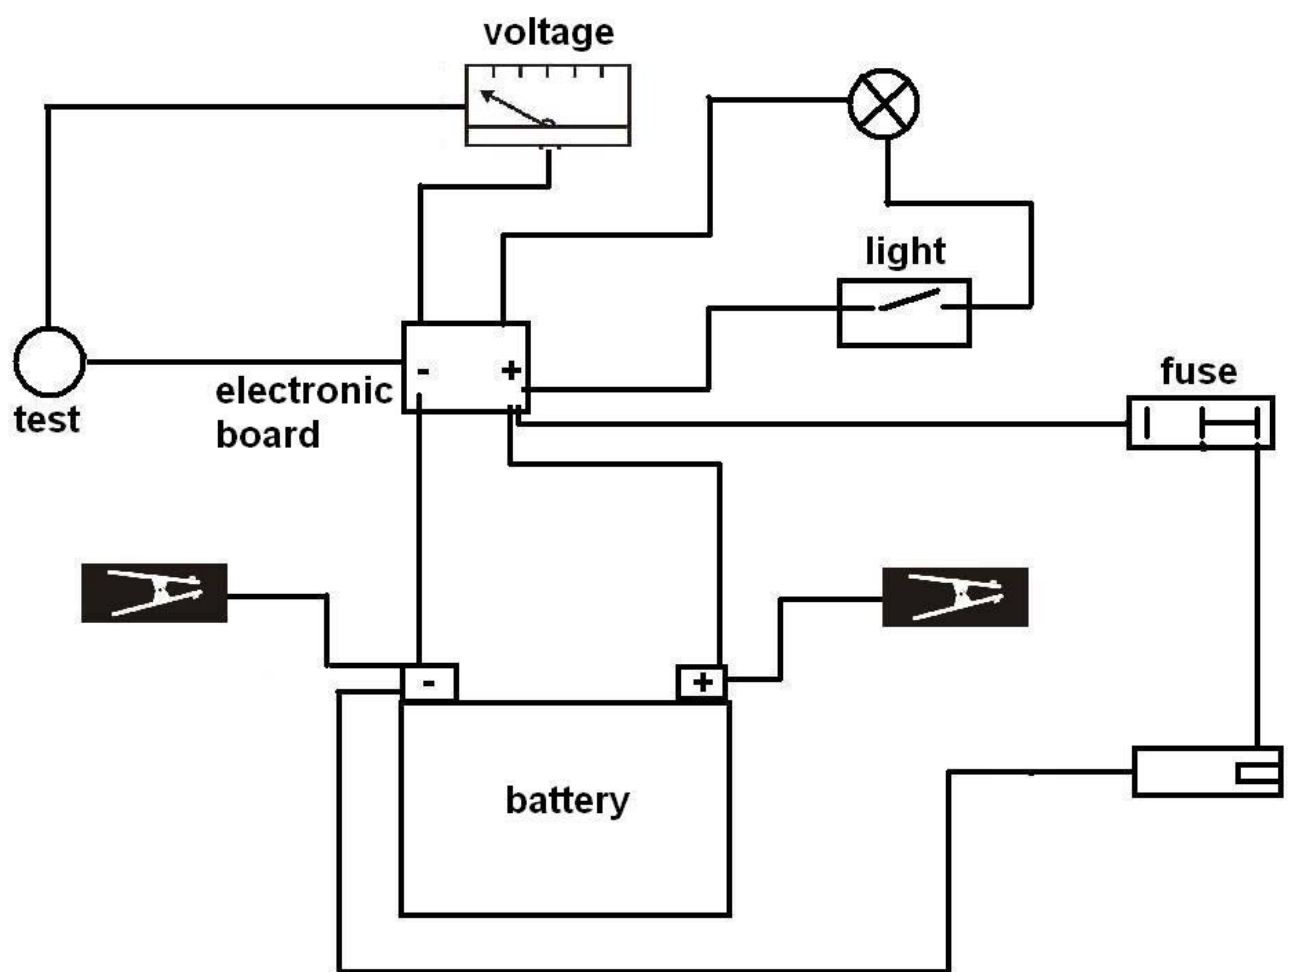 voltage
light
fuse
- +
electronic
board
test
- +
battery